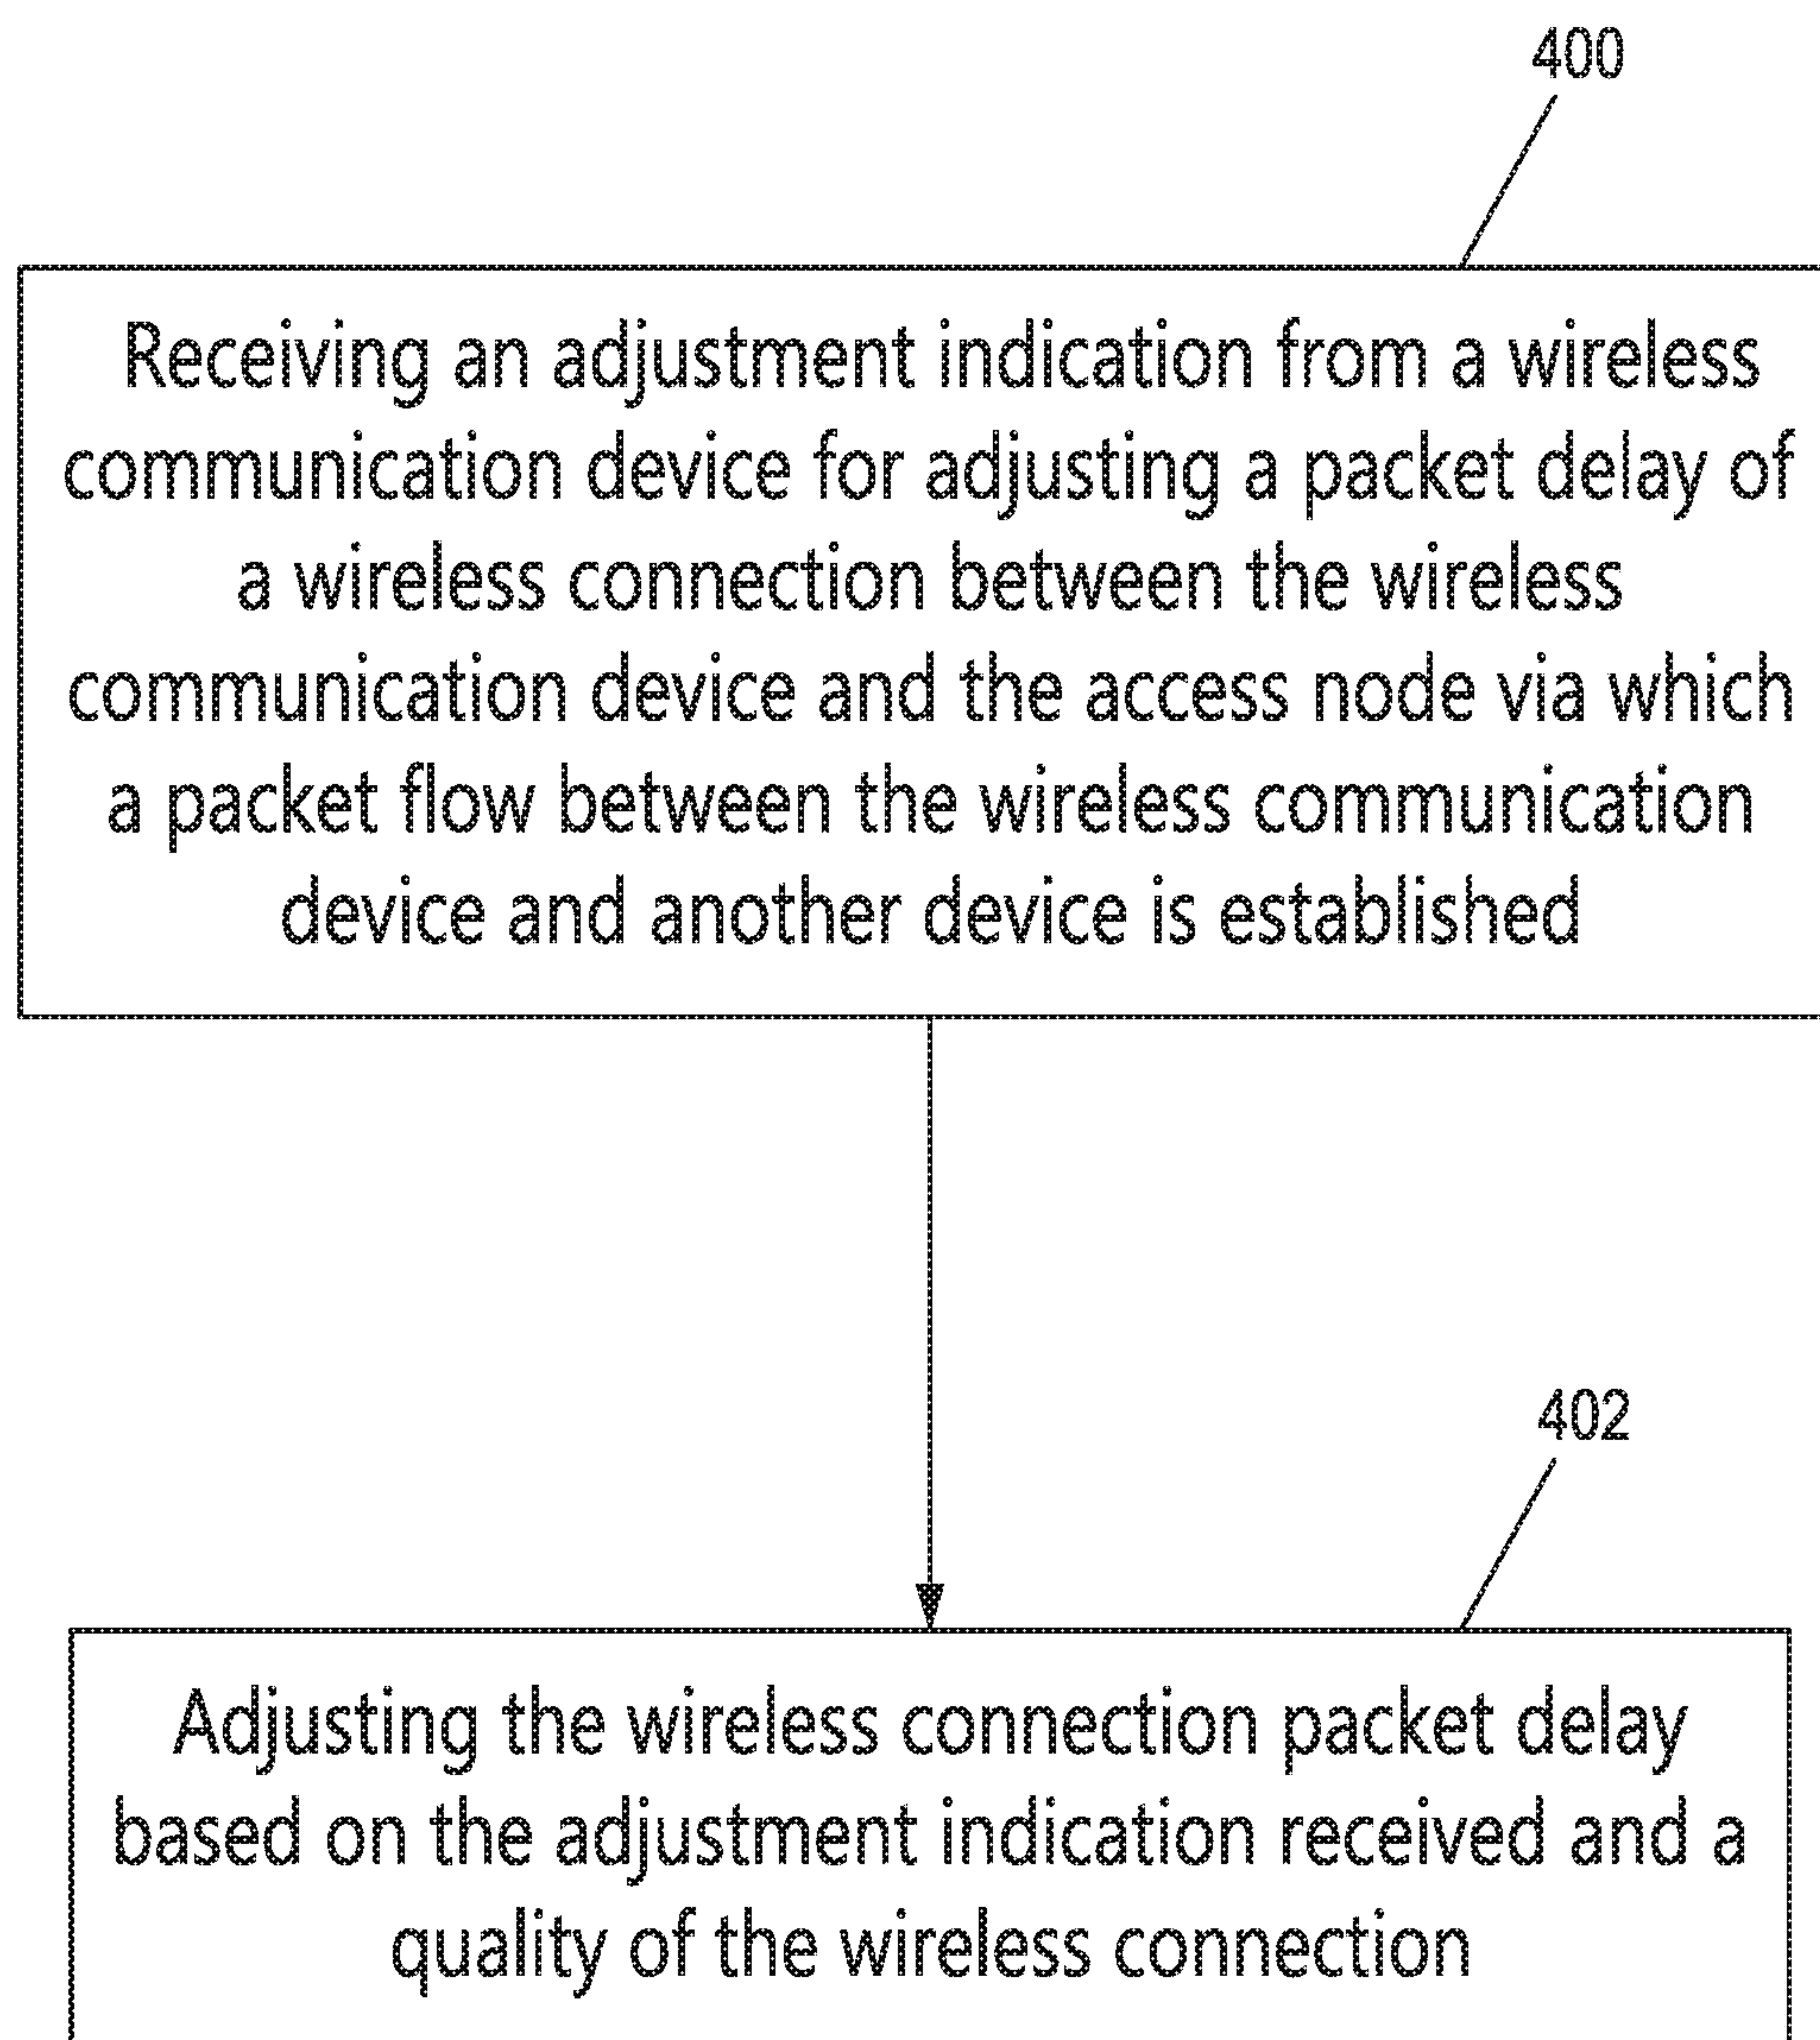 400
Receiving an adjustment indication from a wireless
communication device for adjusting a packet delay of
a wireless connection between the wireless
communication device and the access node via which
a packet flow between the wireless communication
device and another device is established
402
Adjusting the wireless connection packet delay
based on the adjustment indication received and a
quality of the wireless connection